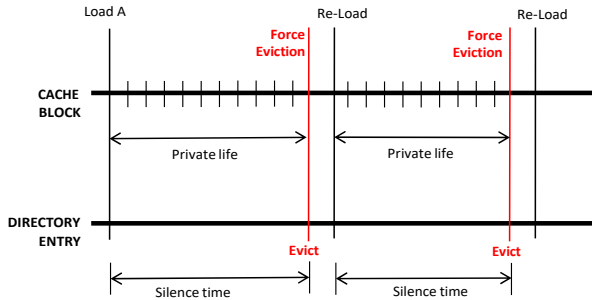 Load A
Re-Load
Re-Load
Force
Eviction
Force
Eviction
CACHE
BLOCK
Private life
Private life
DIRECTORY
ENTRY
Evict
Evict
Silence time
Silence time